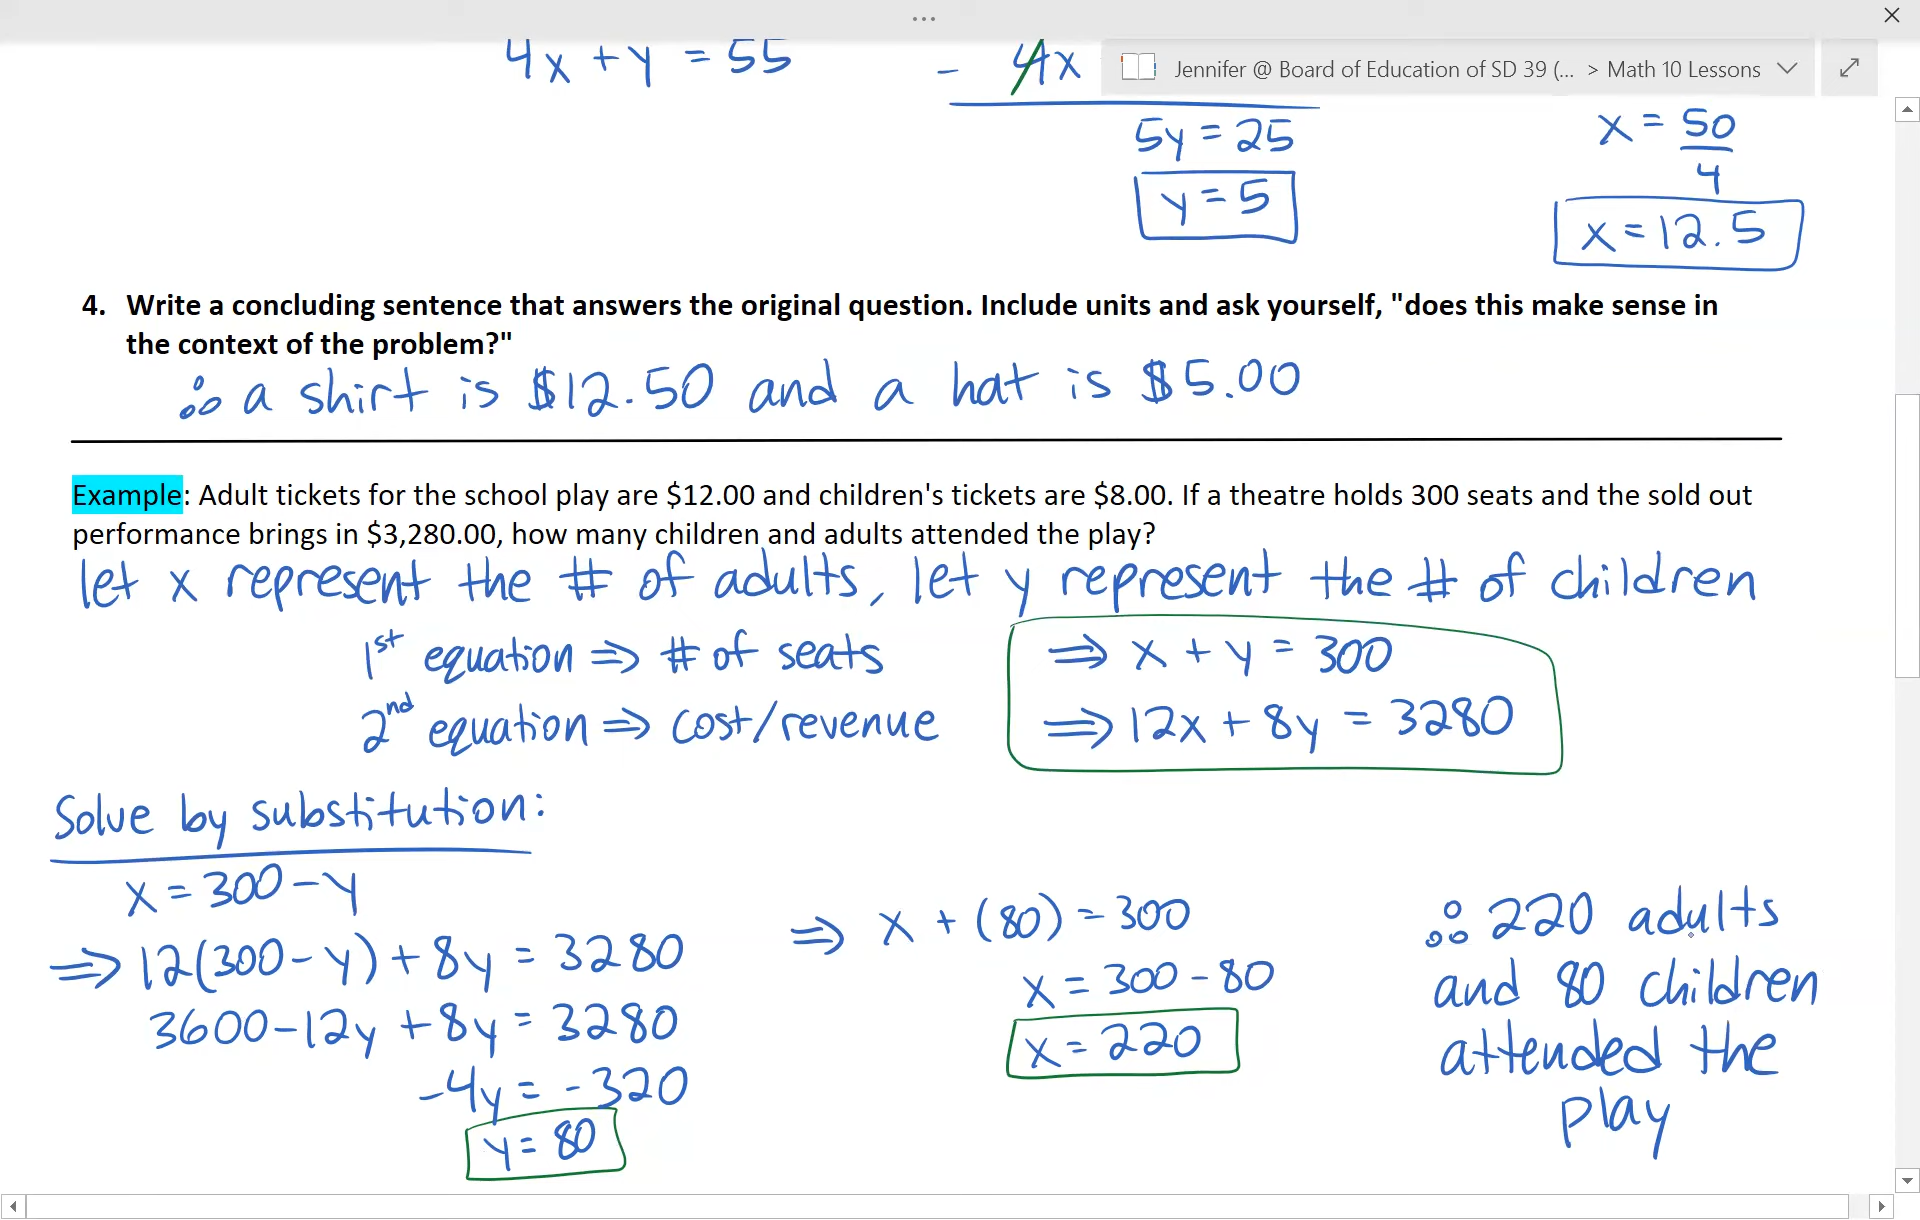 4x + y = 55
- 4x
Jennifer @ Board of Education of SD 39 (... > Math 10 Lessons
5y = 25
y = 5
x = 50/4
x = 12.5
4. Write a concluding sentence that answers the original question. Include units and ask yourself, "does this make sense in
the context of the problem?"
∴ a shirt is $12.50 and a hat is $5.00
Example: Adult tickets for the school play are $12.00 and children's tickets are $8.00. If a theatre holds 300 seats and the sold out
performance brings in $3,280.00, how many children and adults attended the play?
let x represent the # of adults, let y represent the # of children
1st equation ⇒ # of seats ⇒ x + y = 300
2nd equation ⇒ cost/revenue ⇒ 12x + 8y = 3280
Solve by substitution:
x = 300 - y
⇒ 12(300 - y) + 8y = 3280
3600 - 12y + 8y = 3280
-4y = -320
y = 80
⇒ x + (80) = 300
x = 300 - 80
x = 220
∴ 220 adults
and 80 children
attended the
play